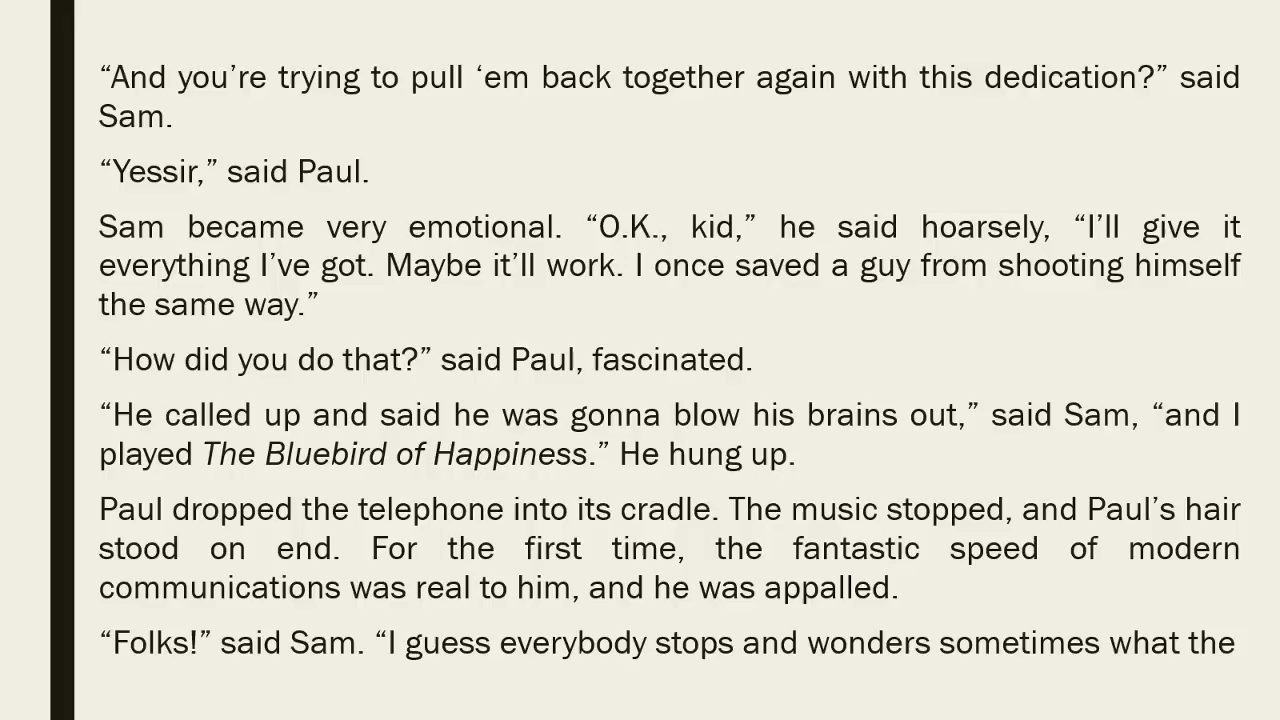 “And you’re trying to pull ‘em back together again with this dedication?” said
Sam.
“Yessir,” said Paul.
Sam became very emotional. “O.K., kid,” he said hoarsely, “I’ll give it
everything I’ve got. Maybe it’ll work. I once saved a guy from shooting himself
the same way.”
“How did you do that?” said Paul, fascinated.
“He called up and said he was gonna blow his brains out,” said Sam, “and I
played The Bluebird of Happiness.” He hung up.
Paul dropped the telephone into its cradle. The music stopped, and Paul’s hair
stood on end. For the first time, the fantastic speed of modern
communications was real to him, and he was appalled.
“Folks!” said Sam. “I guess everybody stops and wonders sometimes what the